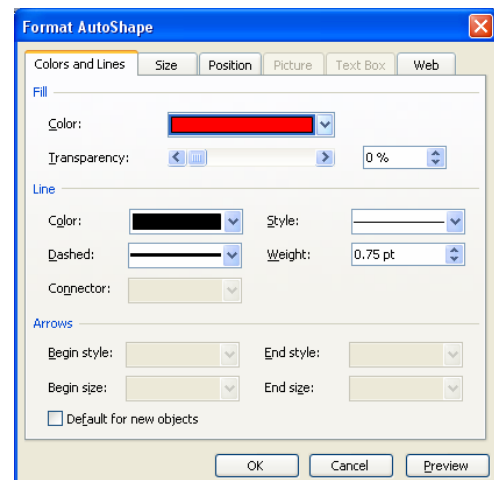 Format AutoShape
Colors and Lines Size Position Picture Text Box Web
Fill
Color:
Transparency: 0 %
Line
Color: Style:
Dashed: Weight: 0.75 pt
Connector:
Arrows
Begin style: End style:
Begin size: End size:
Default for new objects
OK Cancel Preview